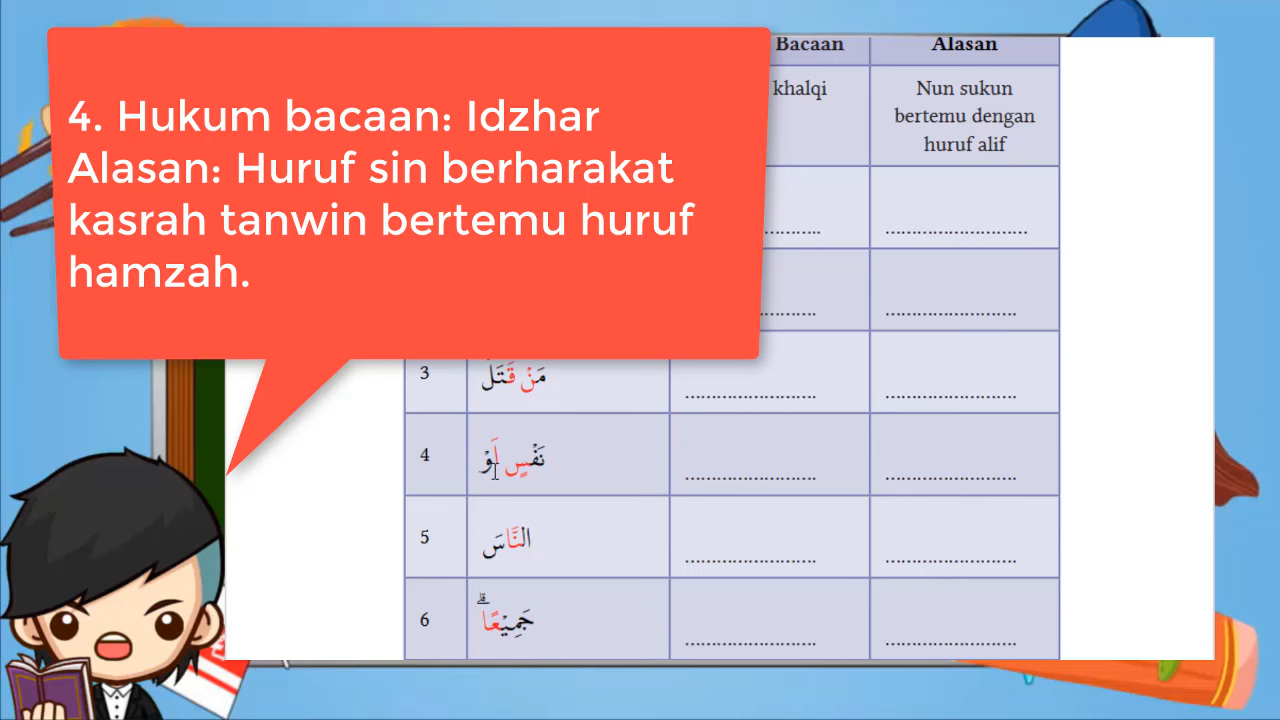 4. Hukum bacaan: Idzhar
Alasan: Huruf sin berharakat
kasrah tanwin bertemu huruf
hamzah.
Bacaan Alasan
khalqi Nun sukun
bertemu dengan
huruf alif
........... ..........................
........... ........................
3 مَنْ قَتَلَ ........................ ........................
4 نَفْسٍ لَوْ ........................ ........................
5 النَّاسَ ........................ ........................
6 جَمِيْعًاۗ ........................ ........................